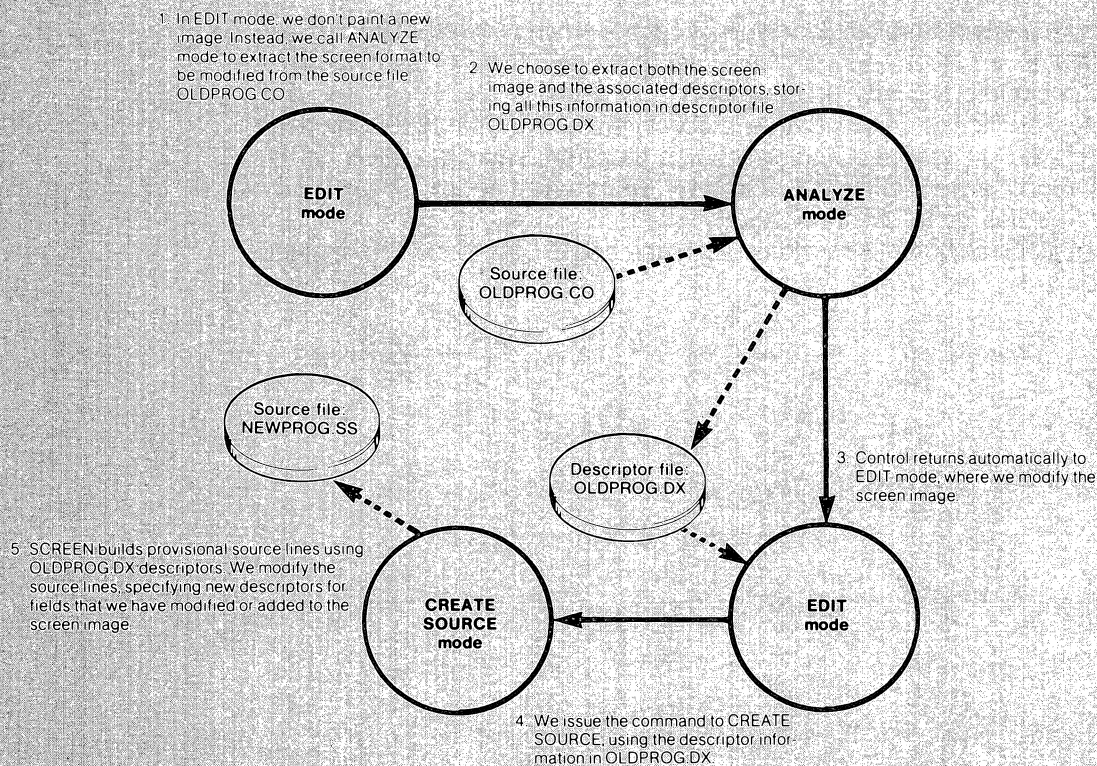 1 In EDIT mode, we don't paint a new
image. Instead, we call ANALYZE
mode to extract the screen format to
be modified from the source file
OLDPROG.CO
2 We choose to extract both the screen
image and the associated descriptors, stor-
ing all this information in descriptor file
OLDPROG.DX
EDIT
mode
ANALYZE
mode
Source file:
OLDPROG.CO
Source file:
NEWPROG.SS
Descriptor file:
OLDPROG.DX
3 Control returns automatically to
EDIT mode, where we modify the
screen image.
5 SCREEN builds provisional source lines using
OLDPROG.DX descriptors. We modify the
source lines, specifying new descriptors for
fields that we have modified or added to the
screen image.
CREATE
SOURCE
mode
EDIT
mode
4. We issue the command to CREATE
SOURCE, using the descriptor infor-
mation in OLDPROG.DX.